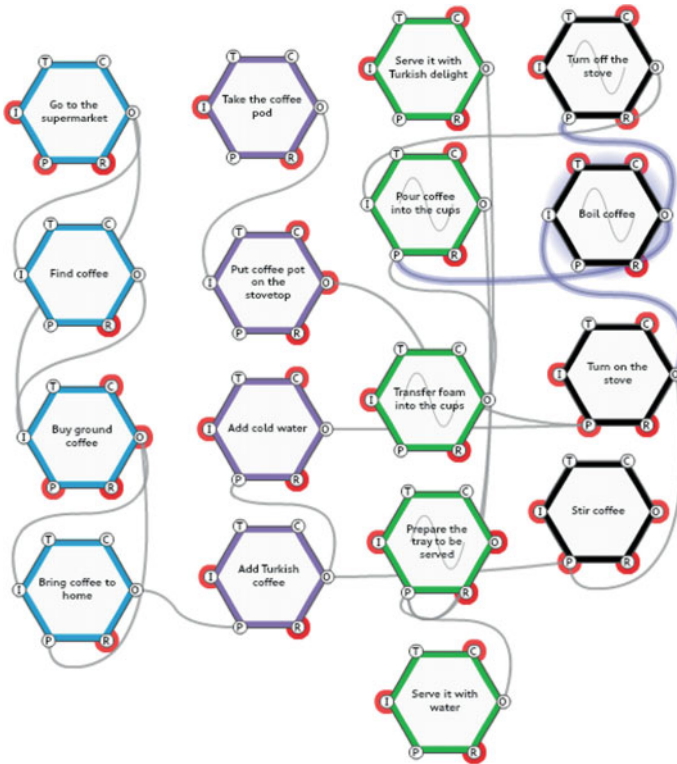 T C
Go to the
I O
supermarket
P R
T C
I Find coffee O
P R
T C
Buy ground
I O
coffee
P R
T C
Bring coffee to
I O
home
P R
T C
Take the coffee
I O
pod
P R
T C
Put coffee pot
I on the O
stovetop
P R
T C
I Add cold water O
P R
T C
Add Turkish
I O
coffee
P R
T C
Serve it with
I O
Turkish delight
P R
T C
Pour coffee
I O
into the cups
P R
T C
Transfer foam
I O
into the cups
P R
T C
Prepare the
I O
tray to be
served
P R
T C
Serve it with
I O
water
P R
T C
Turn off the
I O
stove
P R
T C
I Boil coffee O
P R
T C
Turn on the
I O
stove
P R
T C
I Stir coffee O
P R